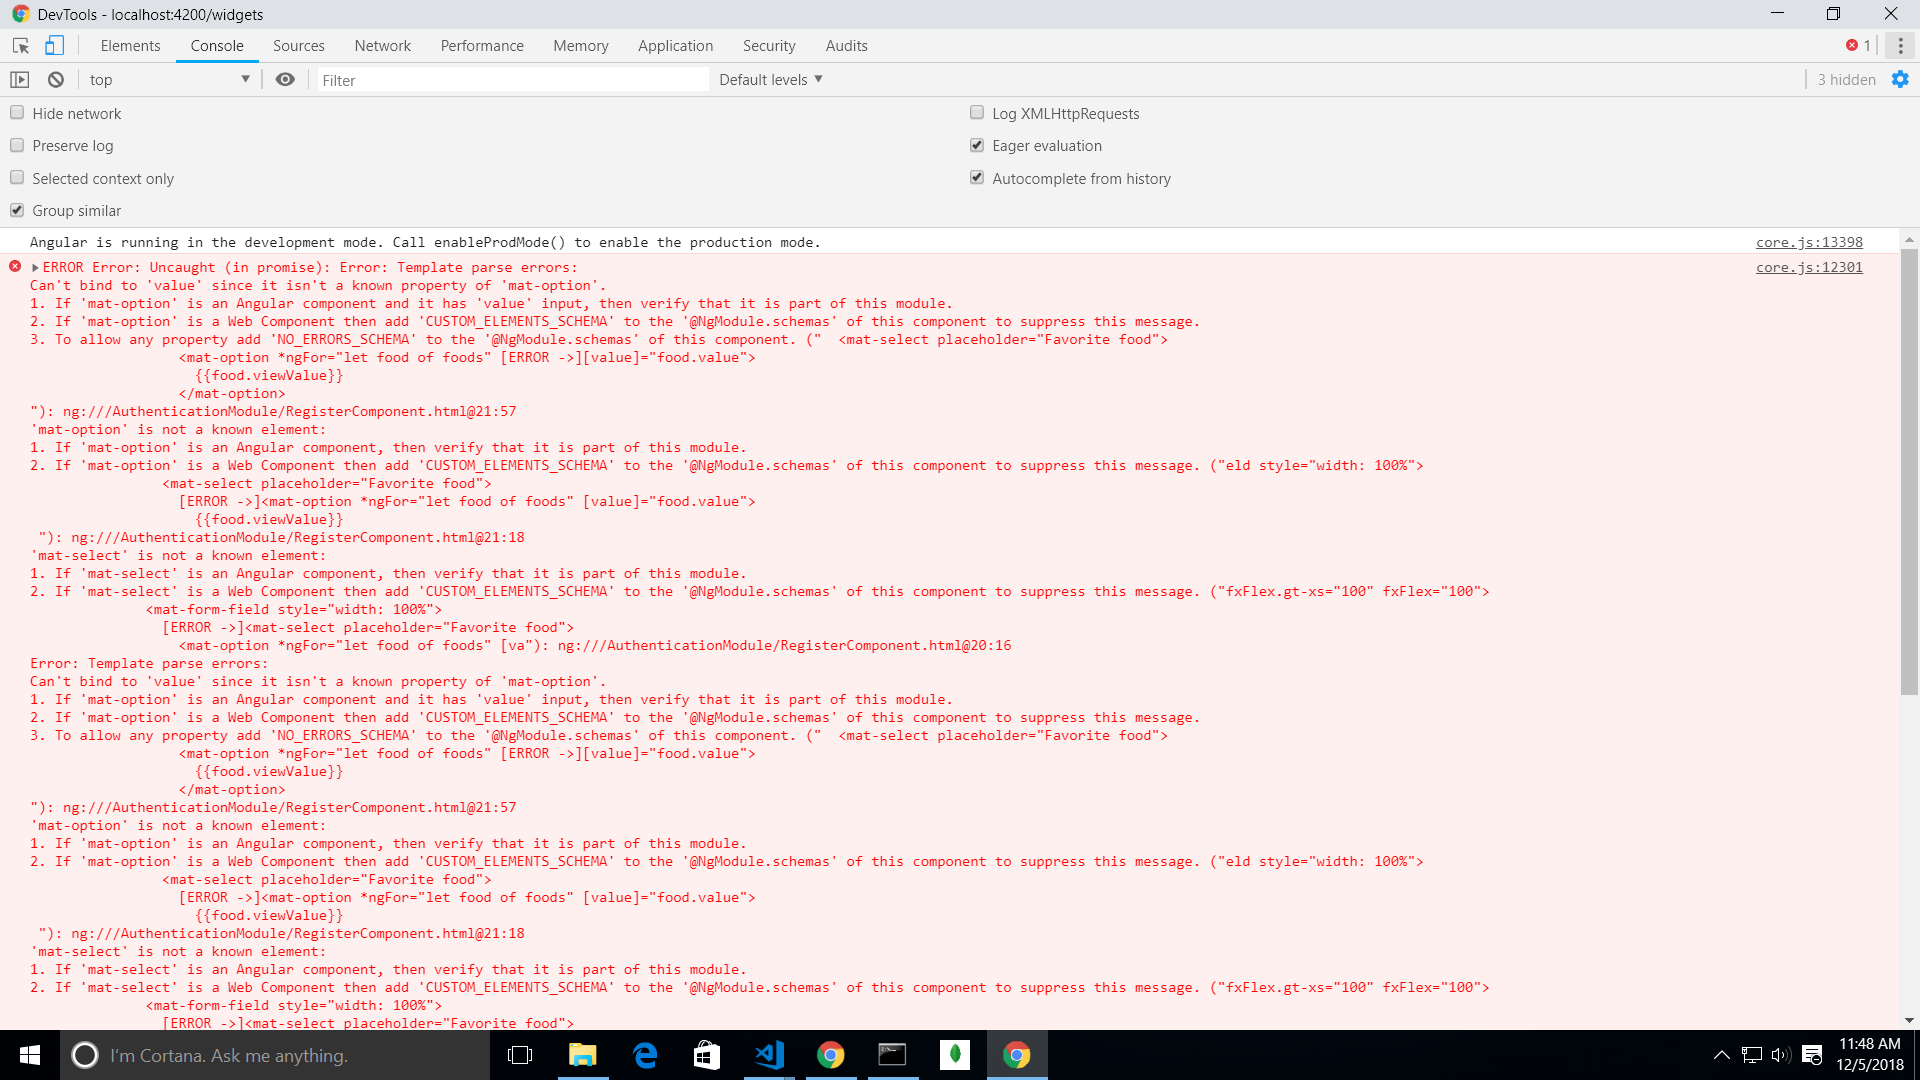 DevTools - localhost:4200/widgets
Elements Console Sources Network Performance Memory Application Security Audits 1
top Filter Default levels 3 hidden
Hide network Log XMLHttpRequests
Preserve log Eager evaluation
Selected context only Autocomplete from history
Group similar
Angular is running in the development mode. Call enableProdMode() to enable the production mode. core.js:13398
ERROR Error: Uncaught (in promise): Error: Template parse errors: core.js:12301
Can't bind to 'value' since it isn't a known property of 'mat-option'.
1. If 'mat-option' is an Angular component and it has 'value' input, then verify that it is part of this module.
2. If 'mat-option' is a Web Component then add 'CUSTOM_ELEMENTS_SCHEMA' to the '@NgModule.schemas' of this component to suppress this message.
3. To allow any property add 'NO_ERRORS_SCHEMA' to the '@NgModule.schemas' of this component. ("  <mat-select placeholder="Favorite food">
<mat-option *ngFor="let food of foods" [ERROR ->][value]="food.value">
{{food.viewValue}}
</mat-option>
"): ng:///AuthenticationModule/RegisterComponent.html@21:57
'mat-option' is not a known element:
1. If 'mat-option' is an Angular component, then verify that it is part of this module.
2. If 'mat-option' is a Web Component then add 'CUSTOM_ELEMENTS_SCHEMA' to the '@NgModule.schemas' of this component to suppress this message. ("eld style="width: 100%">
<mat-select placeholder="Favorite food">
[ERROR ->]<mat-option *ngFor="let food of foods" [value]="food.value">
{{food.viewValue}}
"): ng:///AuthenticationModule/RegisterComponent.html@21:18
'mat-select' is not a known element:
1. If 'mat-select' is an Angular component, then verify that it is part of this module.
2. If 'mat-select' is a Web Component then add 'CUSTOM_ELEMENTS_SCHEMA' to the '@NgModule.schemas' of this component to suppress this message. ("fxFlex.gt-xs="100" fxFlex="100">
<mat-form-field style="width: 100%">
[ERROR ->]<mat-select placeholder="Favorite food">
<mat-option *ngFor="let food of foods" [va"): ng:///AuthenticationModule/RegisterComponent.html@20:16
Error: Template parse errors:
Can't bind to 'value' since it isn't a known property of 'mat-option'.
1. If 'mat-option' is an Angular component and it has 'value' input, then verify that it is part of this module.
2. If 'mat-option' is a Web Component then add 'CUSTOM_ELEMENTS_SCHEMA' to the '@NgModule.schemas' of this component to suppress this message.
3. To allow any property add 'NO_ERRORS_SCHEMA' to the '@NgModule.schemas' of this component. ("  <mat-select placeholder="Favorite food">
<mat-option *ngFor="let food of foods" [ERROR ->][value]="food.value">
{{food.viewValue}}
</mat-option>
"): ng:///AuthenticationModule/RegisterComponent.html@21:57
'mat-option' is not a known element:
1. If 'mat-option' is an Angular component, then verify that it is part of this module.
2. If 'mat-option' is a Web Component then add 'CUSTOM_ELEMENTS_SCHEMA' to the '@NgModule.schemas' of this component to suppress this message. ("eld style="width: 100%">
<mat-select placeholder="Favorite food">
[ERROR ->]<mat-option *ngFor="let food of foods" [value]="food.value">
{{food.viewValue}}
"): ng:///AuthenticationModule/RegisterComponent.html@21:18
'mat-select' is not a known element:
1. If 'mat-select' is an Angular component, then verify that it is part of this module.
2. If 'mat-select' is a Web Component then add 'CUSTOM_ELEMENTS_SCHEMA' to the '@NgModule.schemas' of this component to suppress this message. ("fxFlex.gt-xs="100" fxFlex="100">
<mat-form-field style="width: 100%">
[ERROR ->]<mat-select placeholder="Favorite food">
I'm Cortana. Ask me anything. 11:48 AM
12/5/2018